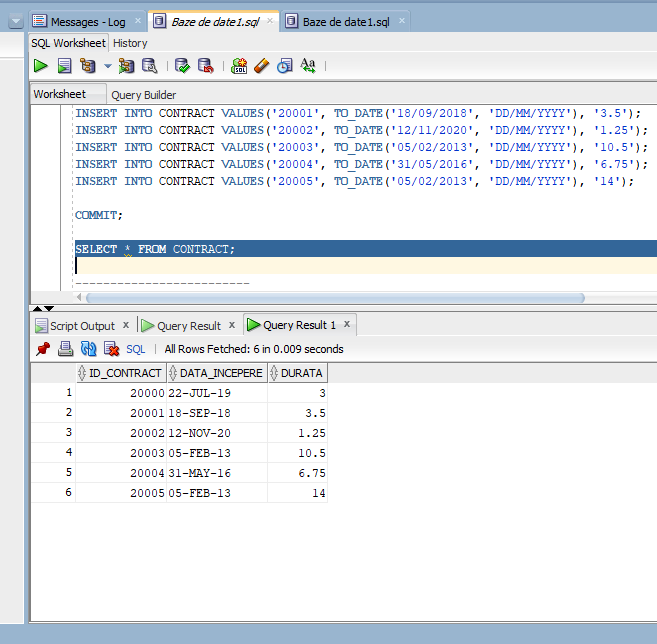 Messages - Log × Baze de date1.sql × Baze de date1.sql ×
SQL Worksheet History
Worksheet Query Builder
INSERT INTO CONTRACT VALUES('20001', TO_DATE('18/09/2018', 'DD/MM/YYYY'), '3.5');
INSERT INTO CONTRACT VALUES('20002', TO_DATE('12/11/2020', 'DD/MM/YYYY'), '1.25');
INSERT INTO CONTRACT VALUES('20003', TO_DATE('05/02/2013', 'DD/MM/YYYY'), '10.5');
INSERT INTO CONTRACT VALUES('20004', TO_DATE('31/05/2016', 'DD/MM/YYYY'), '6.75');
INSERT INTO CONTRACT VALUES('20005', TO_DATE('05/02/2013', 'DD/MM/YYYY'), '14');
COMMIT;
SELECT * FROM CONTRACT;
-------------------------
Script Output × Query Result × Query Result 1 ×
SQL | All Rows Fetched: 6 in 0.009 seconds
ID_CONTRACT DATA_INCEPERE DURATA
1 20000 22-JUL-19 3
2 20001 18-SEP-18 3.5
3 20002 12-NOV-20 1.25
4 20003 05-FEB-13 10.5
5 20004 31-MAY-16 6.75
6 20005 05-FEB-13 14